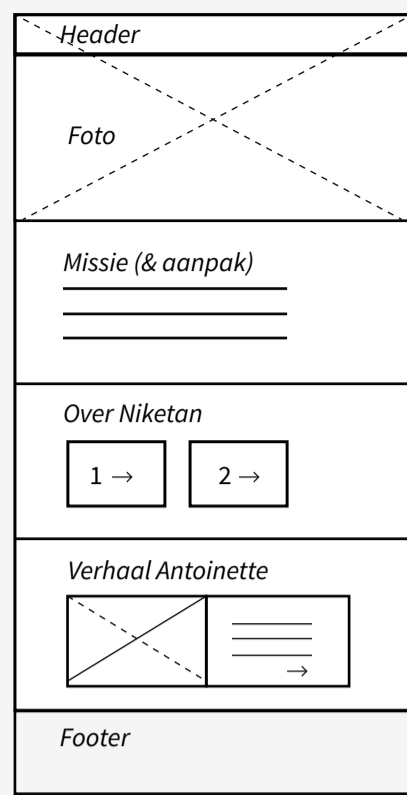 Header
Foto
Missie (& aanpak)
Over Niketan
1 → 2 →
Verhaal Antoinette
→
Footer